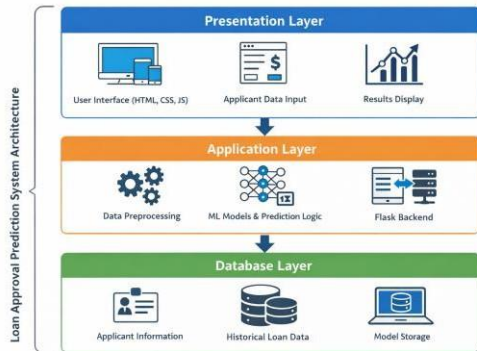 Loan Approval Prediction System Architecture
Presentation Layer
$
User Interface (HTML, CSS, JS)
Applicant Data Input
Results Display
Application Layer
Data Preprocessing
ML Models & Prediction Logic
Flask Backend
Database Layer
Applicant Information
Historical Loan Data
Model Storage